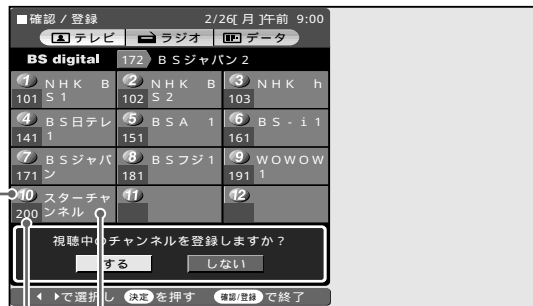 ■確認 / 登録 2/26[月]午前 9:00
テレビ ラジオ データ
BS digital 172 BSジャパン2
1 NHK B 2 NHK B 3 NHK h
101 S1 102 S2 103
4 BS日テレ 5 BSA 1 6 BS-i1
141 1 151 161
7 BSジャパ 8 BSフジ1 9 WOWOW
171 ン 181 191 1
10 スターチャ 11 12
200 ンネル
視聴中のチャンネルを登録しますか?
する しない
で選択し 決定 を押す 確認/登録 で終了